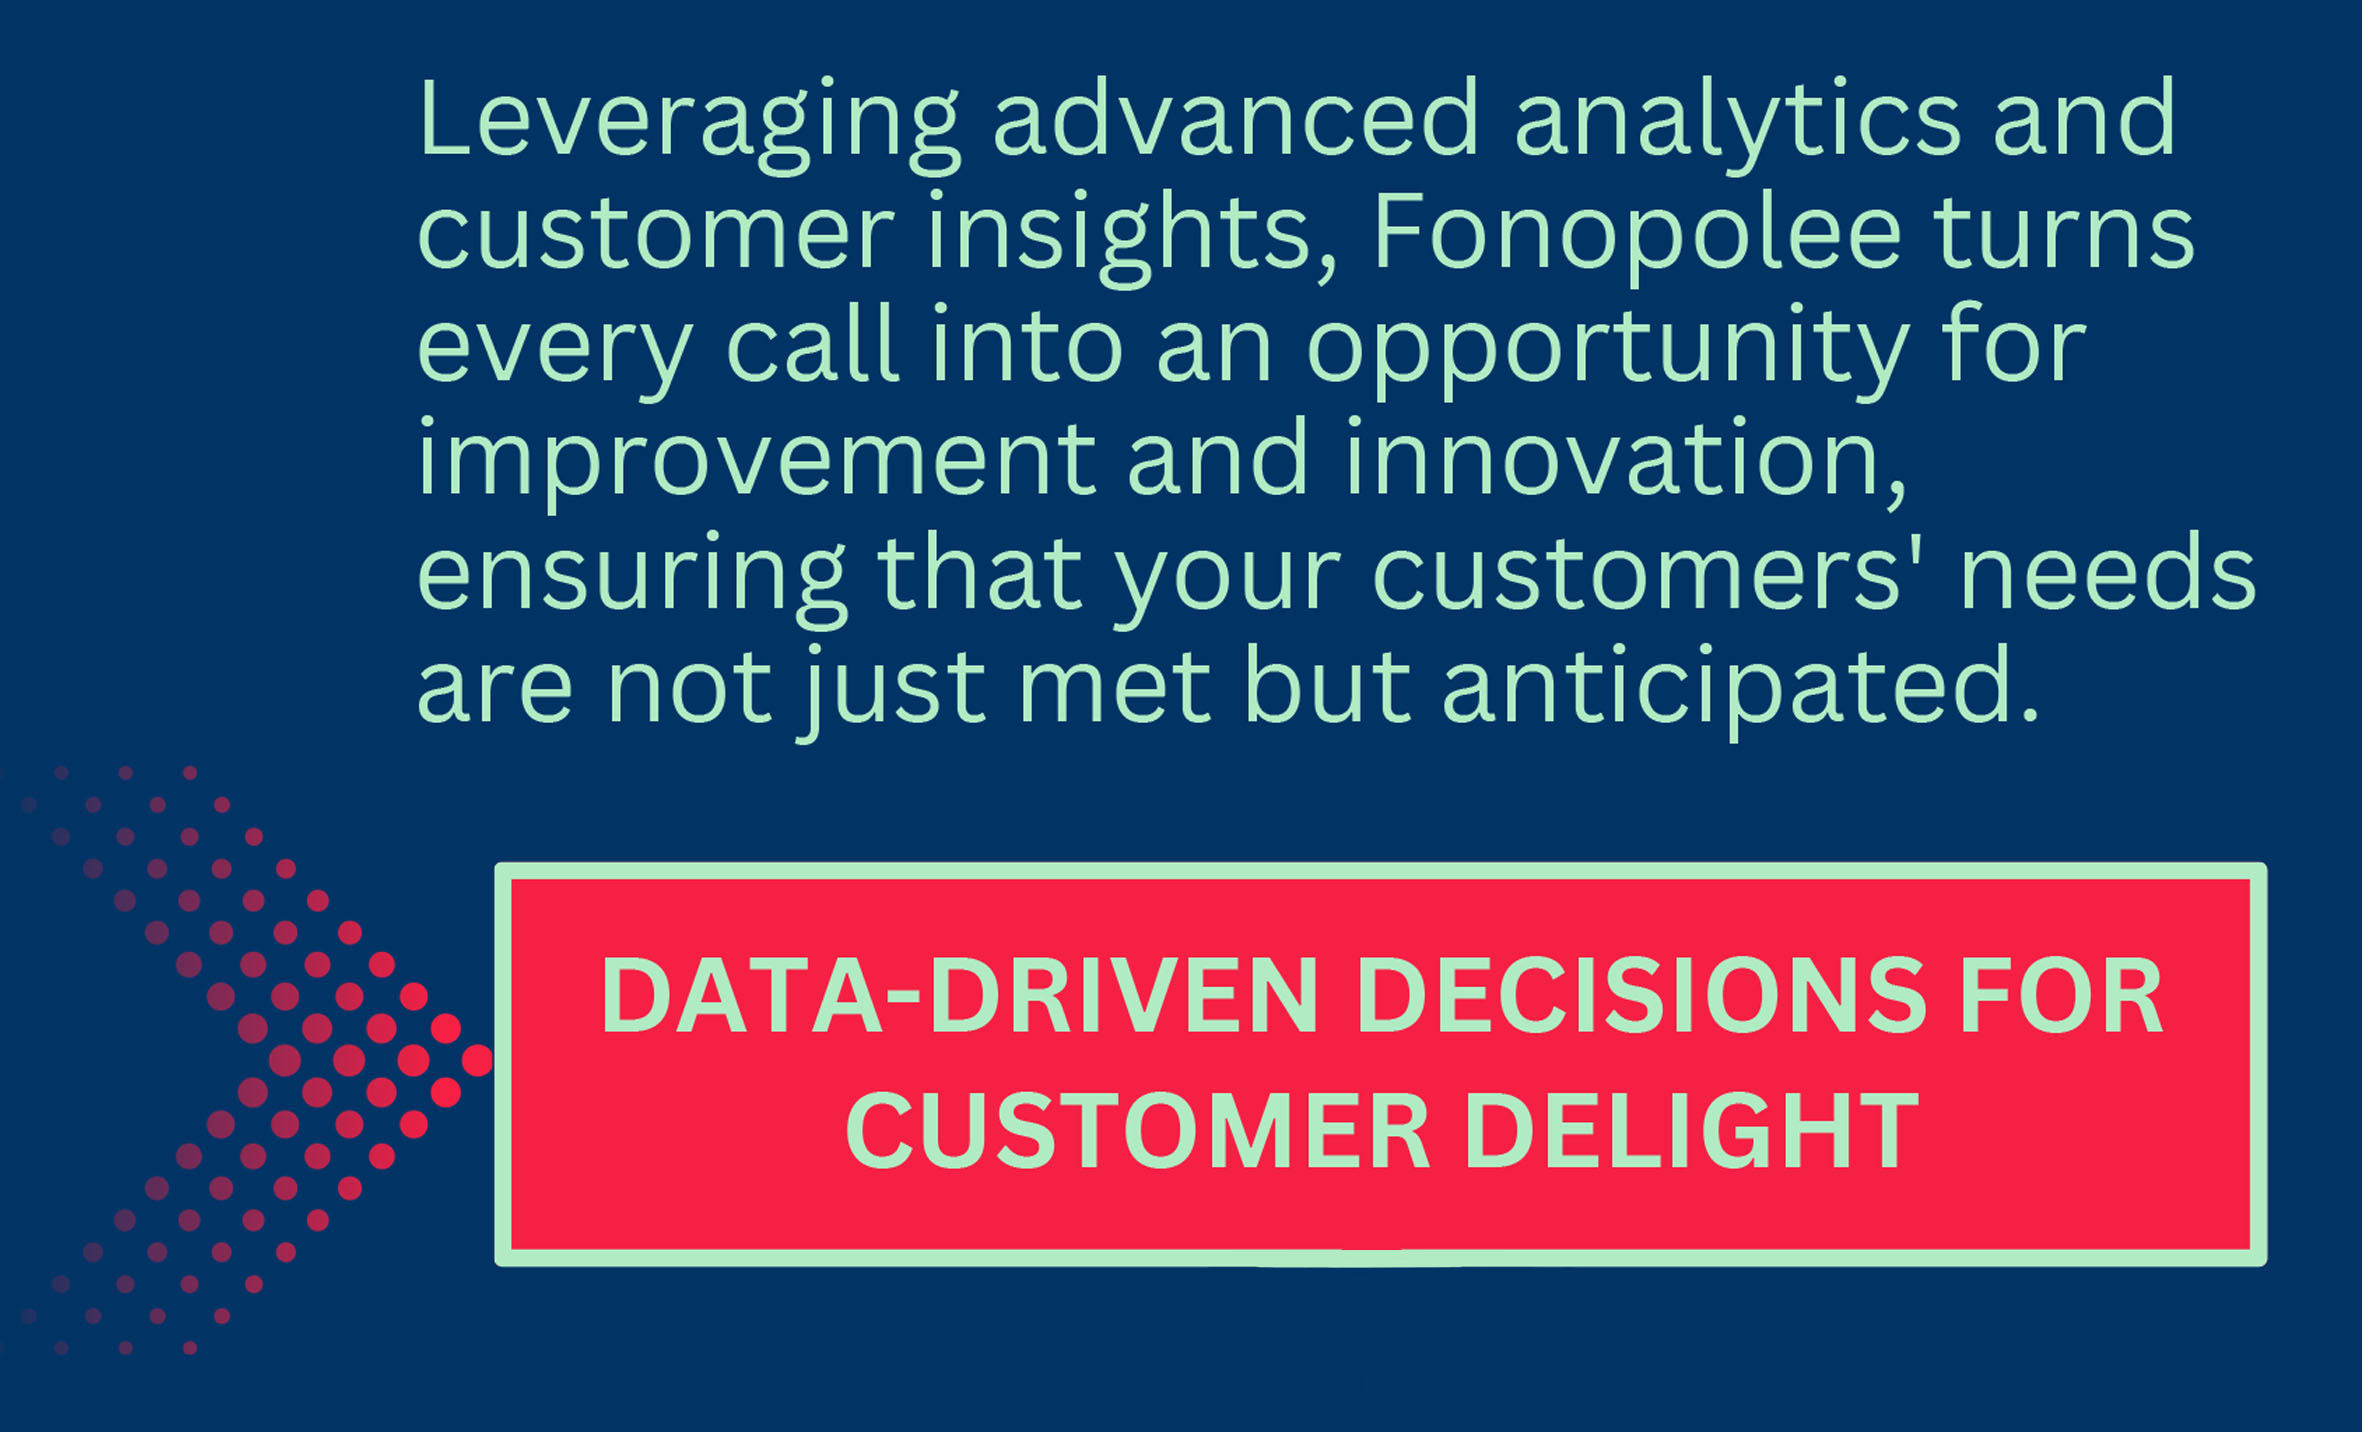 Leveraging advanced analytics and
customer insights, Fonopolee turns
every call into an opportunity for
improvement and innovation,
ensuring that your customers' needs
are not just met but anticipated.
DATA-DRIVEN DECISIONS FOR
CUSTOMER DELIGHT